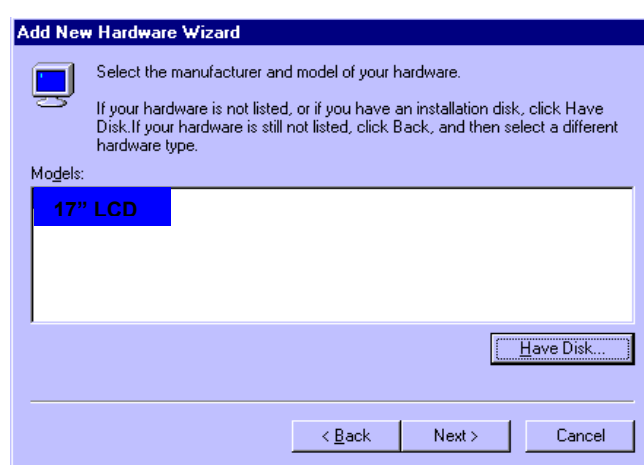 Add New Hardware Wizard
Select the manufacturer and model of your hardware.
If your hardware is not listed, or if you have an installation disk, click Have
Disk.If your hardware is still not listed, click Back, and then select a different
hardware type.
Models:
17" LCD
Have Disk...
< Back Next > Cancel